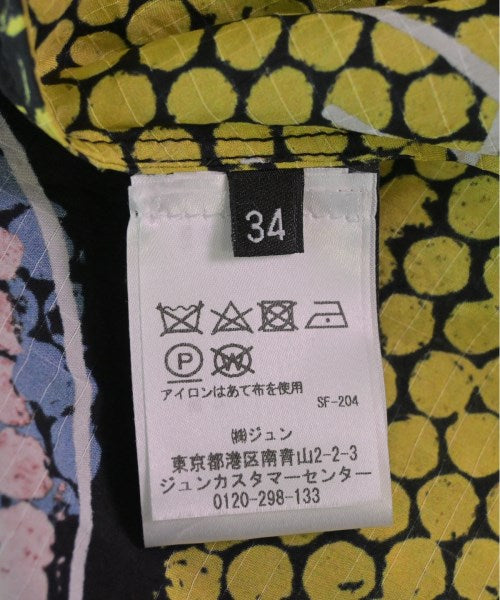 34
P
W
アイロンはあて布を使用
SF-204
㈱ジュン
東京都港区南青山2-2-3
ジュンカスタマーセンター
0120-298-133